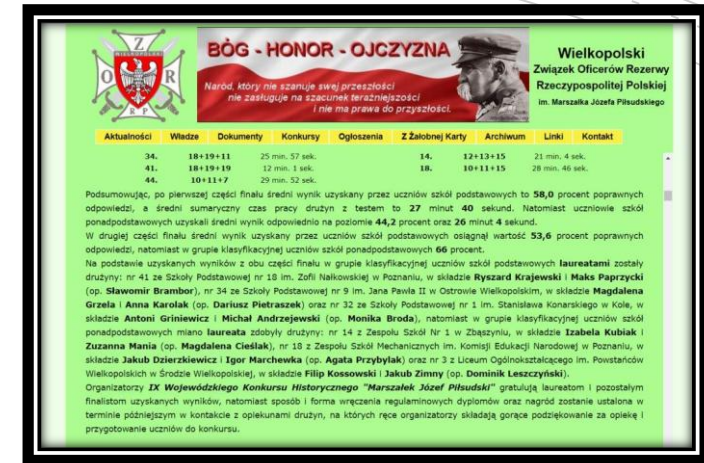 Z
WIELKOPOLSKI
O R
R P
BÓG - HONOR - OJCZYZNA
Naród, który nie szanuje swej przeszłości
nie zasługuje na szacunek teraźniejszości
i nie ma prawa do przyszłości.
Wielkopolski
Związek Oficerów Rezerwy
Rzeczypospolitej Polskiej
im. Marszałka Józefa Piłsudskiego
Aktualności Władze Dokumenty Konkursy Ogłoszenia Z Żałobnej Karty Archiwum Linki Kontakt
34. 18+19+11 25 min. 57 sek. 14. 12+13+15 21 min. 4 sek.
41. 18+19+19 12 min. 1 sek. 18. 10+11+15 28 min. 46 sek.
44. 10+11+7 29 min. 52 sek.
Podsumowując, po pierwszej części finału średni wynik uzyskany przez uczniów szkół podstawowych to 58,0 procent poprawnych
odpowiedzi, a średni sumaryczny czas pracy drużyn z testem to 27 minut 40 sekund. Natomiast uczniowie szkół
ponadpodstawowych uzyskali średni wynik odpowiednio na poziomie 44,2 procent oraz 26 minut 4 sekund.
W drugiej części finału średni wynik uzyskany przez uczniów szkół podstawowych osiągnął wartość 53,6 procent poprawnych
odpowiedzi, natomiast w grupie klasyfikacyjnej uczniów szkół ponadpodstawowych 66 procent.
Na podstawie uzyskanych wyników z obu części finału w grupie klasyfikacyjnej uczniów szkół podstawowych laureatami zostały
drużyny: nr 41 ze Szkoły Podstawowej nr 18 im. Zofii Nałkowskiej w Poznaniu, w składzie Ryszard Krajewski i Maks Paprzycki
(op. Sławomir Brambor), nr 34 ze Szkoły Podstawowej nr 9 im. Jana Pawła II w Ostrowie Wielkopolskim, w składzie Magdalena
Grzela i Anna Karolak (op. Dariusz Pietraszek) oraz nr 32 ze Szkoły Podstawowej nr 1 im. Stanisława Konarskiego w Kole, w
składzie Antoni Griniewicz i Michał Andrzejewski (op. Monika Broda), natomiast w grupie klasyfikacyjnej uczniów szkół
ponadpodstawowych miano laureata zdobyły drużyny: nr 14 z Zespołu Szkół Nr 1 w Zbąszyniu, w składzie Izabela Kubiak i
Zuzanna Mania (op. Magdalena Cieślak), nr 18 z Zespołu Szkół Mechanicznych im. Komisji Edukacji Narodowej w Poznaniu, w
składzie Jakub Dzierzkiewicz i Igor Marchewka (op. Agata Przybylak) oraz nr 3 z Liceum Ogólnokształcącego im. Powstańców
Wielkopolskich w Środzie Wielkopolskiej, w składzie Filip Kossowski i Jakub Zimny (op. Dominik Leszczyński).
Organizatorzy IX Wojewódzkiego Konkursu Historycznego "Marszałek Józef Piłsudski" gratulują laureatom i pozostałym
finalistom uzyskanych wyników, natomiast sposób i forma wręczenia regulaminowych dyplomów oraz nagród zostanie ustalona w
terminie późniejszym w kontakcie z opiekunami drużyn, na których ręce organizatorzy składają gorące podziękowanie za opiekę i
przygotowanie uczniów do konkursu.